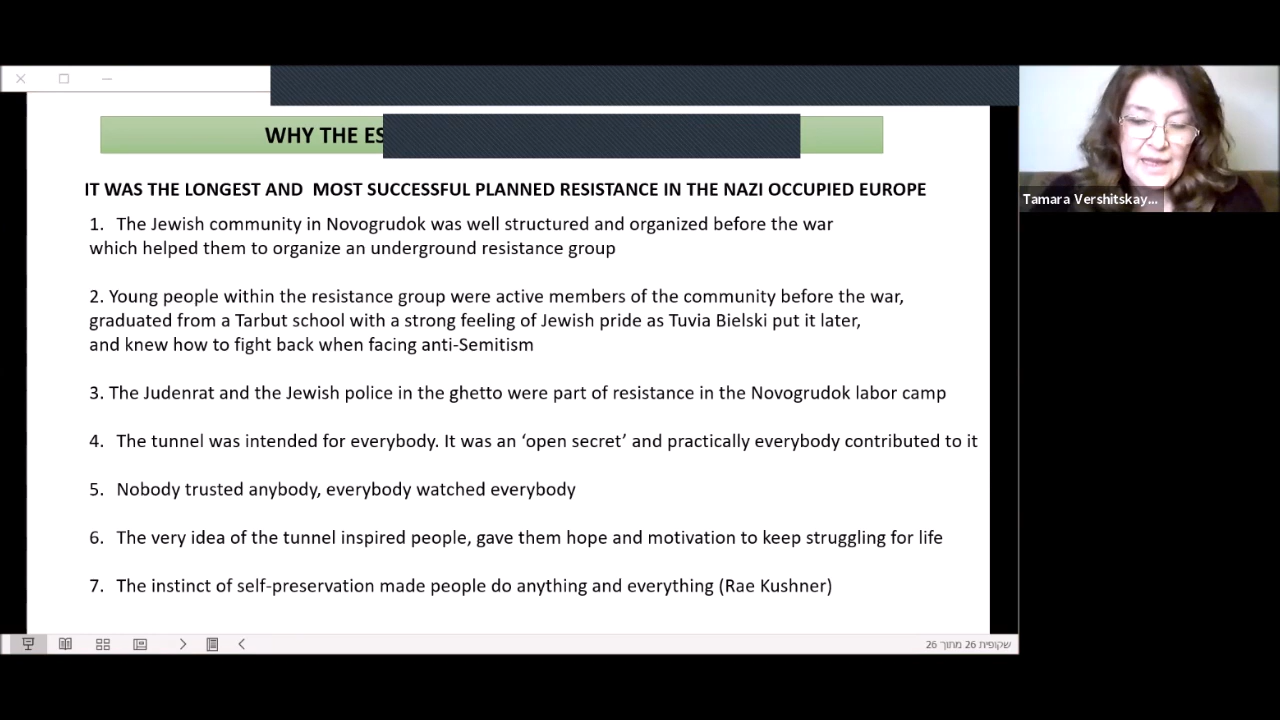 WHY THE ES
IT WAS THE LONGEST AND MOST SUCCESSFUL PLANNED RESISTANCE IN THE NAZI OCCUPIED EUROPE
1. The Jewish community in Novogrudok was well structured and organized before the war
which helped them to organize an underground resistance group
2. Young people within the resistance group were active members of the community before the war,
graduated from a Tarbut school with a strong feeling of Jewish pride as Tuvia Bielski put it later,
and knew how to fight back when facing anti-Semitism
3. The Judenrat and the Jewish police in the ghetto were part of resistance in the Novogrudok labor camp
4. The tunnel was intended for everybody. It was an ‘open secret’ and practically everybody contributed to it
5. Nobody trusted anybody, everybody watched everybody
6. The very idea of the tunnel inspired people, gave them hope and motivation to keep struggling for life
7. The instinct of self-preservation made people do anything and everything (Rae Kushner)
Tamara Vershitskay...
שקופית 26 מתוך 26